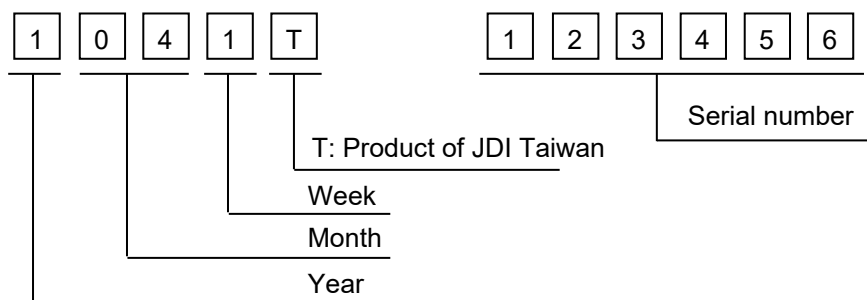 1 0 4 1 T 1 2 3 4 5 6
Serial number
T: Product of JDI Taiwan
Week
Month
Year